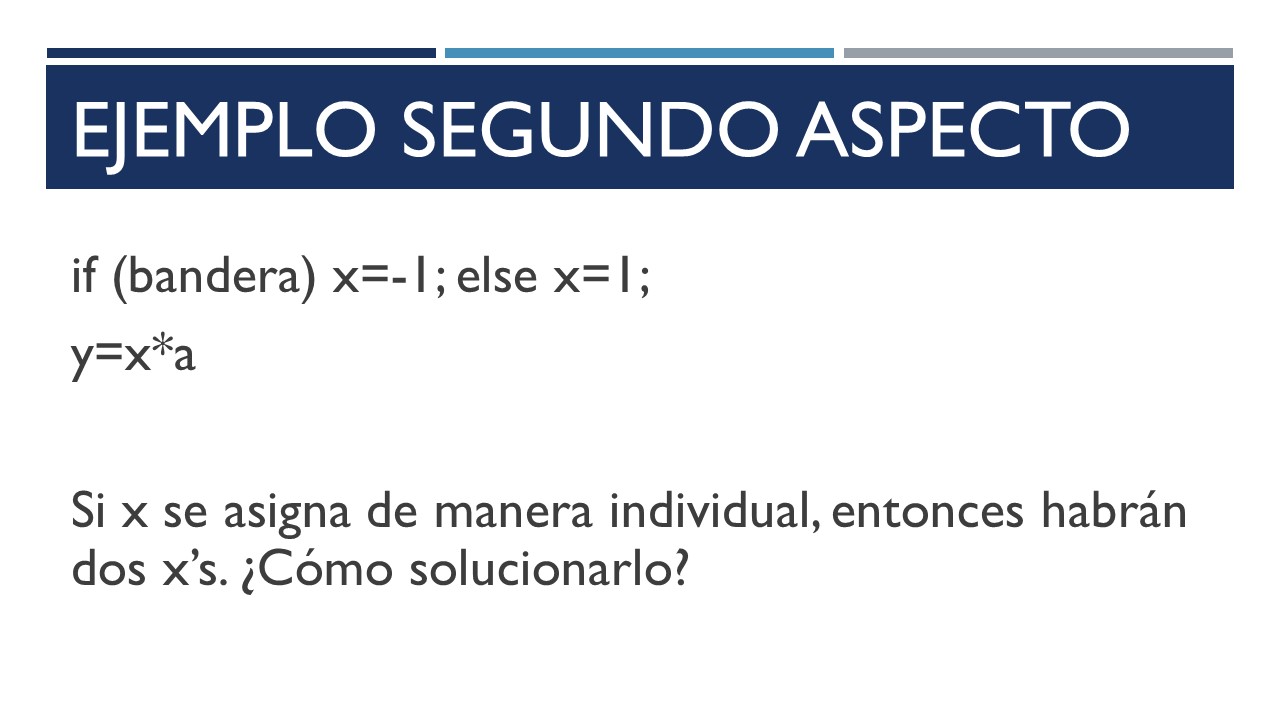 EJEMPLO SEGUNDO ASPECTO
if (bandera) x=-1; else x=1;
y=x*a
Si x se asigna de manera individual, entonces habrán
dos x’s. ¿Cómo solucionarlo?